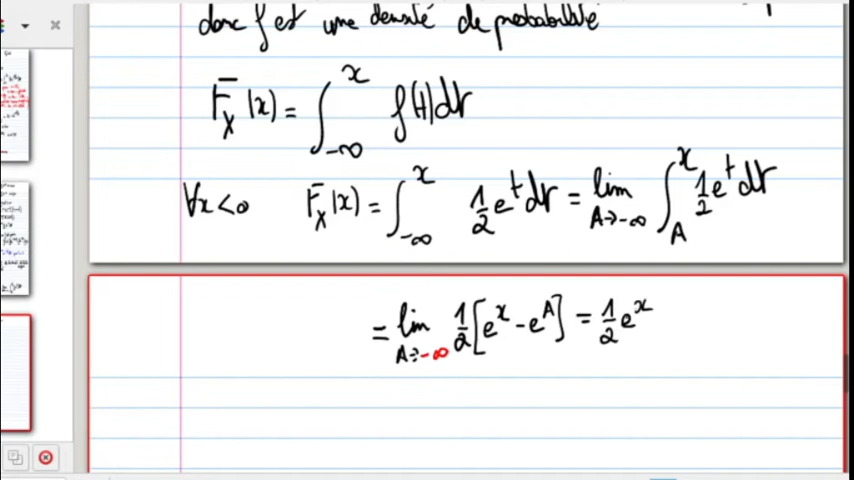 donc f est une densité de probabilité
F_X(x) = ∫_{-∞}^{x} f(t)dt
∀x<0 F_X(x) = ∫_{-∞}^{x} 1/2 e^t dt = lim_{A→-∞} ∫_{A}^{x} 1/2 e^t dt
= lim_{A→-∞} 1/2 [e^x - e^A] = 1/2 e^x